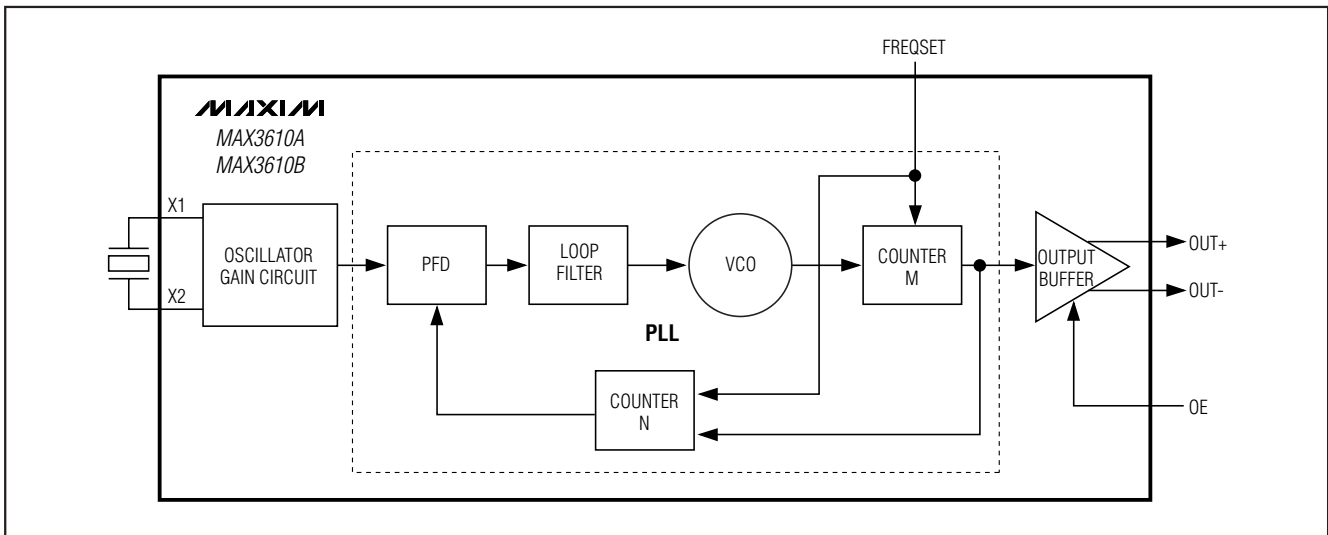 FREQSET
MAXIM
MAX3610A
MAX3610B
X1
X2
OSCILLATOR
GAIN CIRCUIT
PFD
LOOP
FILTER
VCO
COUNTER
M
OUTPUT
BUFFER
OUT+
OUT-
PLL
COUNTER
N
OE